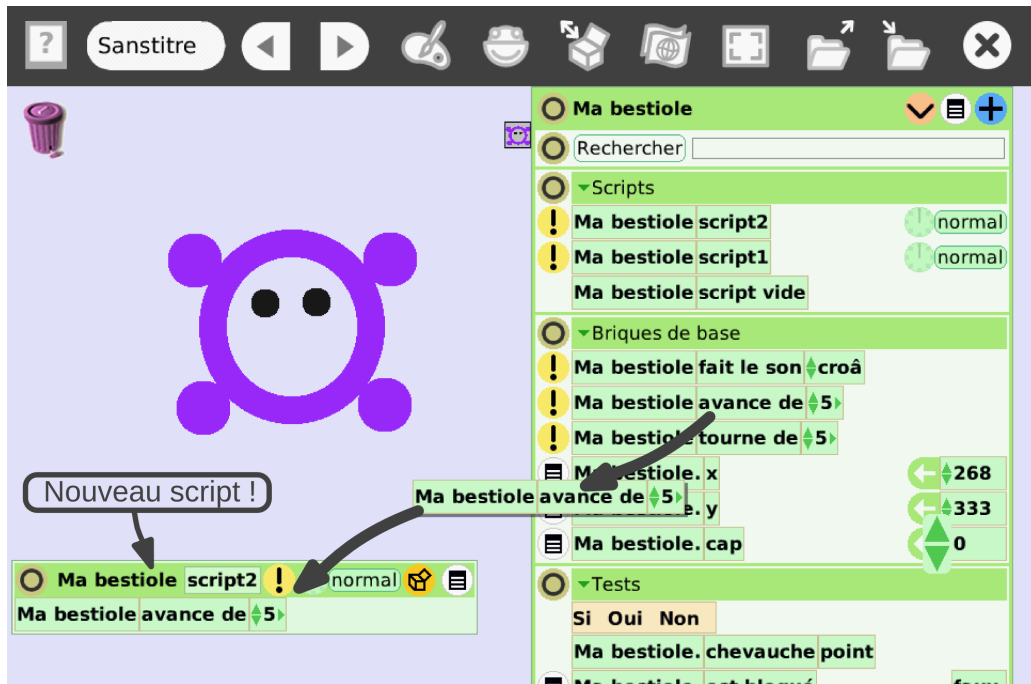 ?
Sanstitre
Ma bestiole
Rechercher
Scripts
! Ma bestiole script2 normal
! Ma bestiole script1 normal
Ma bestiole script vide
Briques de base
! Ma bestiole fait le son croâ
! Ma bestiole avance de 5
! Ma bestiole tourne de 5
Ma bestiole. x 268
y 333
Ma bestiole. cap 0
Tests
Si Oui Non
Ma bestiole. chevauche point
Nouveau script !
Ma bestiole avance de 5
Ma bestiole script2 ! normal
Ma bestiole avance de 5